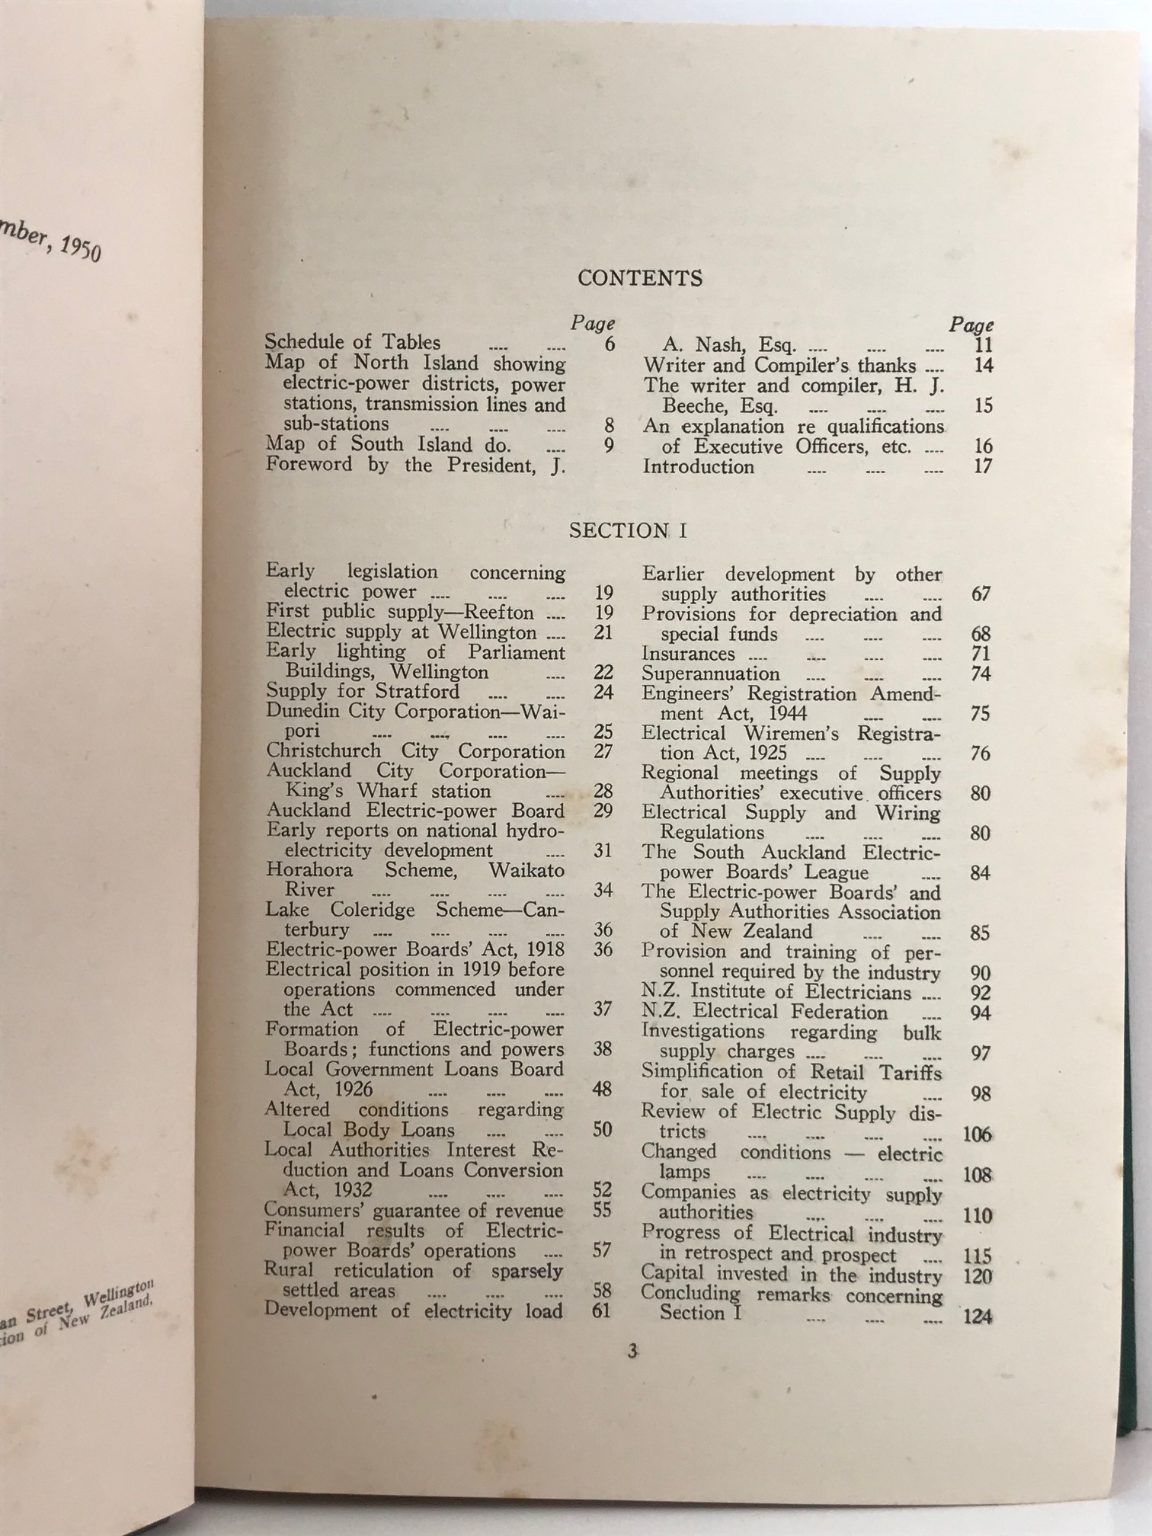 mber, 1950
an Street, Wellington
tion of New Zealand.
CONTENTS
Page
Schedule of Tables .... .... 6
Map of North Island showing
electric-power districts, power
stations, transmission lines and
sub-stations .... .... .... 8
Map of South Island do. .... 9
Foreword by the President, J.
Page
A. Nash, Esq. .... .... .... 11
Writer and Compiler's thanks .... 14
The writer and compiler, H. J.
Beeche, Esq. .... .... .... 15
An explanation re qualifications
of Executive Officers, etc. .... 16
Introduction .... .... .... 17
SECTION I
Early legislation concerning
electric power .... .... .... 19
First public supply—Reefton .... 19
Electric supply at Wellington .... 21
Early lighting of Parliament
Buildings, Wellington .... 22
Supply for Stratford .... .... 24
Dunedin City Corporation—Wai-
pori .... .... .... .... 25
Christchurch City Corporation 27
Auckland City Corporation—
King's Wharf station .... 28
Auckland Electric-power Board 29
Early reports on national hydro-
electricity development .... 31
Horahora Scheme, Waikato
River .... .... .... .... 34
Lake Coleridge Scheme—Can-
terbury .... .... .... .... 36
Electric-power Boards' Act, 1918 36
Electrical position in 1919 before
operations commenced under
the Act .... .... .... .... 37
Formation of Electric-power
Boards; functions and powers 38
Local Government Loans Board
Act, 1926 .... .... .... 48
Altered conditions regarding
Local Body Loans .... .... 50
Local Authorities Interest Re-
duction and Loans Conversion
Act, 1932 .... .... .... 52
Consumers' guarantee of revenue 55
Financial results of Electric-
power Boards' operations .... 57
Rural reticulation of sparsely
settled areas .... .... .... 58
Development of electricity load 61
Earlier development by other
supply authorities .... .... 67
Provisions for depreciation and
special funds .... .... .... 68
Insurances .... .... .... .... 71
Superannuation .... .... .... 74
Engineers' Registration Amend-
ment Act, 1944 .... .... 75
Electrical Wiremen's Registra-
tion Act, 1925 .... .... .... 76
Regional meetings of Supply
Authorities' executive officers 80
Electrical Supply and Wiring
Regulations .... .... .... 80
The South Auckland Electric-
power Boards' League .... 84
The Electric-power Boards' and
Supply Authorities Association
of New Zealand .... .... 85
Provision and training of per-
sonnel required by the industry 90
N.Z. Institute of Electricians .... 92
N.Z. Electrical Federation .... 94
Investigations regarding bulk
supply charges .... .... .... 97
Simplification of Retail Tariffs
for sale of electricity .... 98
Review of Electric Supply dis-
tricts .... .... .... .... 106
Changed conditions — electric
lamps .... .... .... .... 108
Companies as electricity supply
authorities .... .... .... 110
Progress of Electrical industry
in retrospect and prospect .... 115
Capital invested in the industry 120
Concluding remarks concerning
Section I .... .... .... 124
3